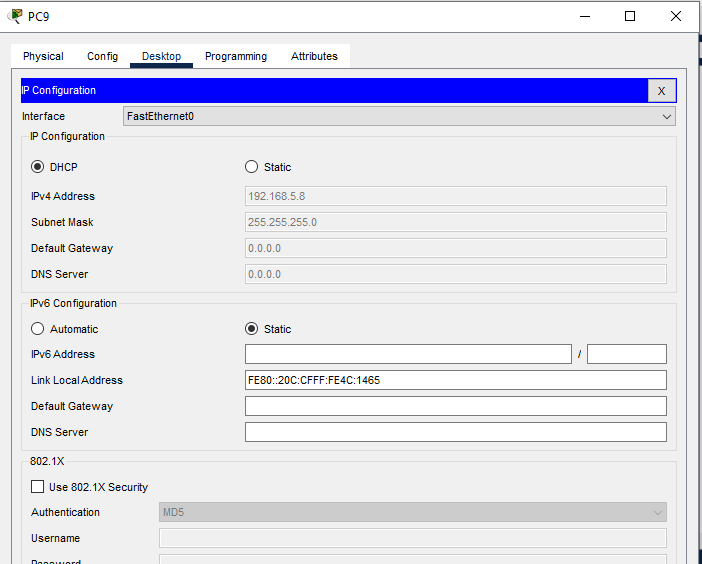 PC9
Physical Config Desktop Programming Attributes
IP Configuration X
Interface FastEthernet0
IP Configuration
DHCP Static
IPv4 Address 192.168.5.8
Subnet Mask 255.255.255.0
Default Gateway 0.0.0.0
DNS Server 0.0.0.0
IPv6 Configuration
Automatic Static
IPv6 Address /
Link Local Address FE80::20C:CFFF:FE4C:1465
Default Gateway
DNS Server
802.1X
Use 802.1X Security
Authentication MD5
Username
Password